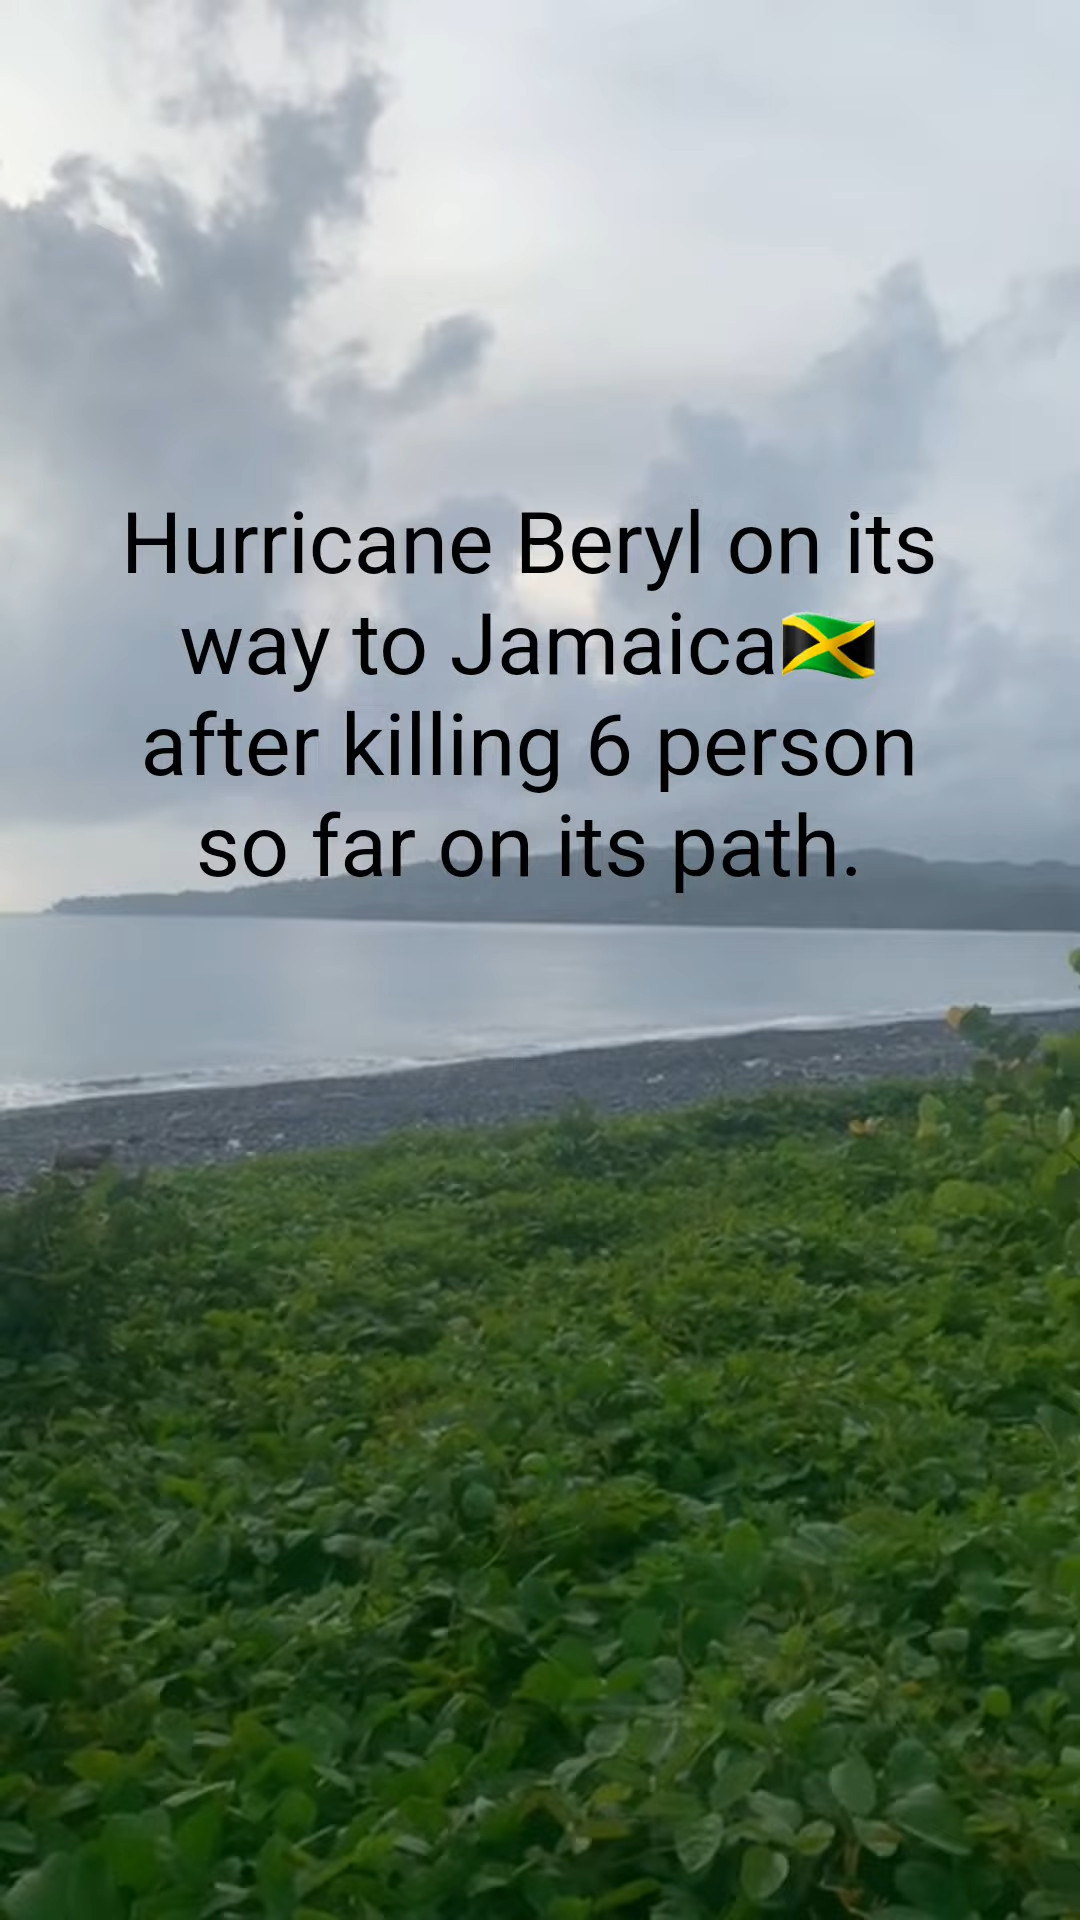 Hurricane Beryl on its
way to Jamaica🇯🇲
after killing 6 person
so far on its path.